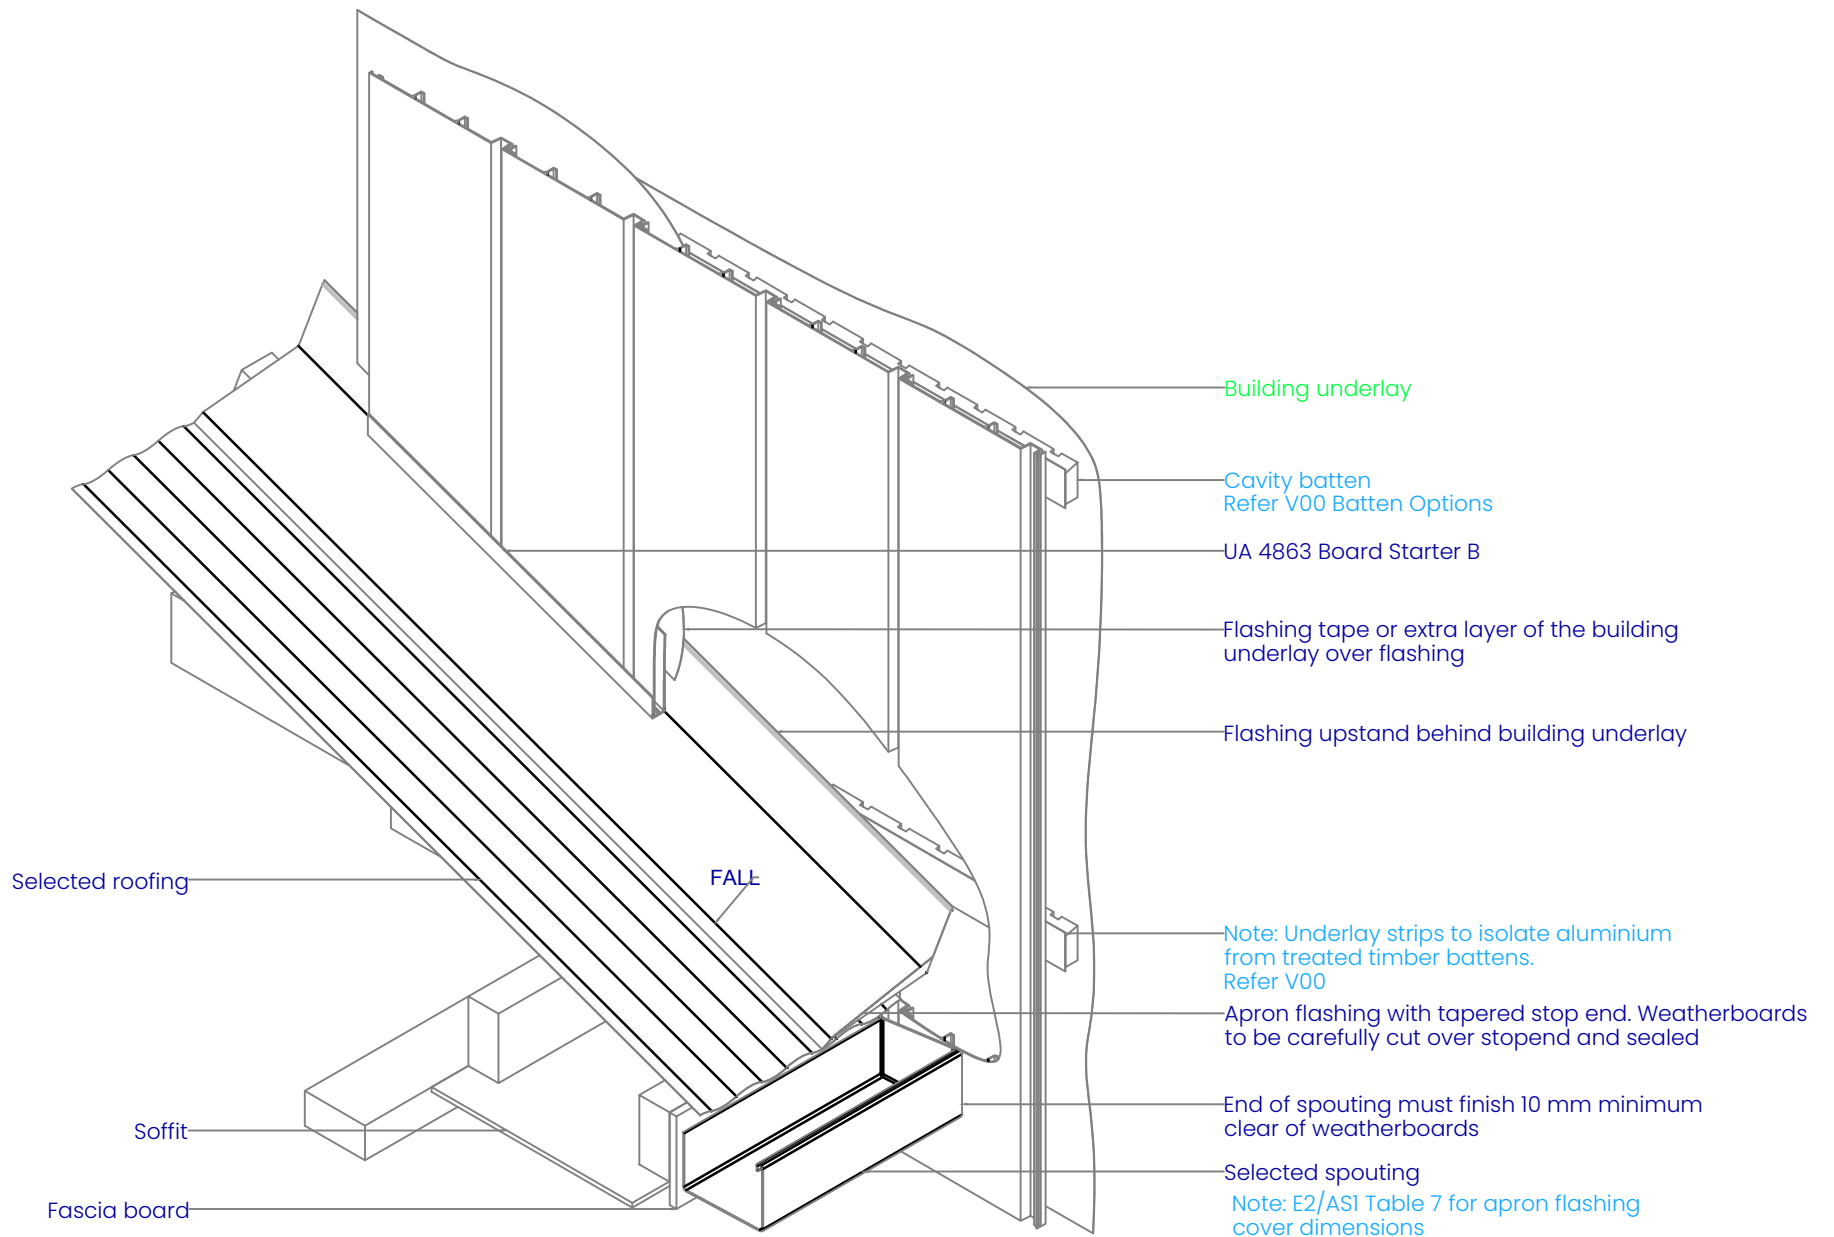 Building underlay
Cavity batten
Refer V00 Batten Options
UA 4863 Board Starter B
Flashing tape or extra layer of the building
underlay over flashing
Flashing upstand behind building underlay
Selected roofing
FALL
Note: Underlay strips to isolate aluminium
from treated timber battens.
Refer V00
Apron flashing with tapered stop end. Weatherboards
to be carefully cut over stopend and sealed
End of spouting must finish 10 mm minimum
clear of weatherboards
Soffit
Selected spouting
Fascia board
Note: E2/AS1 Table 7 for apron flashing
cover dimensions